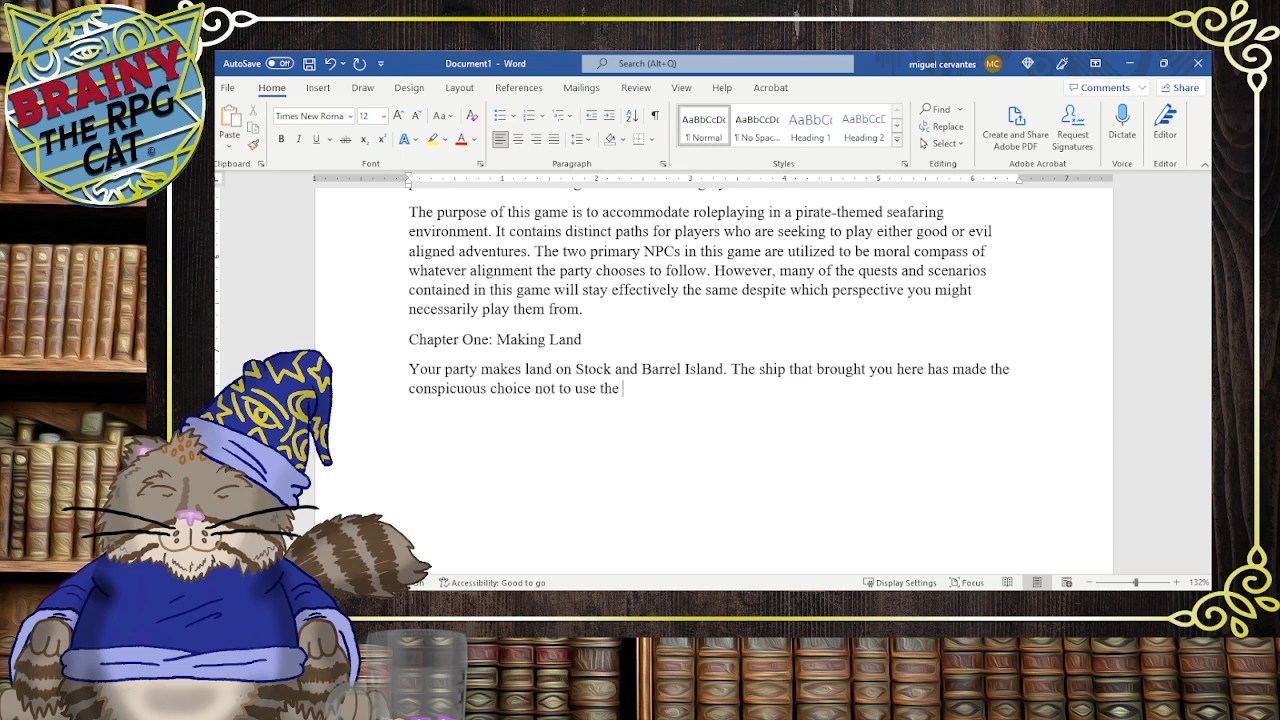 BRAINY
THE RPG
CAT
AutoSave Off
Document1 - Word
Search (Alt+Q)
miguel cervantes MC
File Home Insert Draw Design Layout References Mailings Review View Help Acrobat
Comments Share
Paste
Times New Roma 12
AaBbCcDc AaBbCcDc AaBbCc AaBbCcE
¶ Normal ¶ No Spac... Heading 1 Heading 2
Find
Replace
Select
Create and Share Adobe PDF
Request Signatures
Dictate
Editor
Clipboard Font Paragraph Styles Editing Adobe Acrobat Voice Editor
1 1 2 3 4 5 6 7
The purpose of this game is to accommodate roleplaying in a pirate-themed seafaring
environment. It contains distinct paths for players who are seeking to play either good or evil
aligned adventures. The two primary NPCs in this game are utilized to be moral compass of
whatever alignment the party chooses to follow. However, many of the quests and scenarios
contained in this game will stay effectively the same despite which perspective you might
necessarily play them from.
Chapter One: Making Land
Your party makes land on Stock and Barrel Island. The ship that brought you here has made the
conspicuous choice not to use the
Accessibility: Good to go
Display Settings Focus 132%